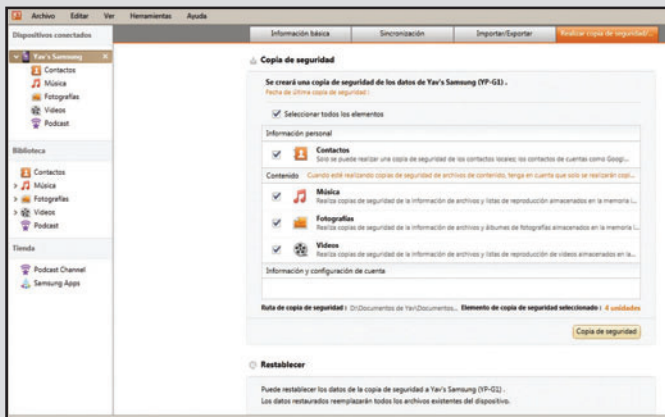 Archivo Editar Ver Herramientas Ayuda
Dispositivos conectados
Yav's Samsung
Contactos
Música
Fotografías
Videos
Podcast
Biblioteca
Contactos
Música
Fotografías
Videos
Podcast
Tienda
Podcast Channel
Samsung Apps
Información básica Sincronización Importar/Exportar Realizar copia de seguridad/...
Copia de seguridad
Se creará una copia de seguridad de los datos de Yav's Samsung (YP-G1) .
Fecha de última copia de seguridad :
Seleccionar todos los elementos
Información personal
Contactos
Solo se puede realizar una copia de seguridad de los contactos locales; los contactos de cuentas como Googl...
Contenido Cuando esté realizando copias de seguridad de archivos de contenido, tenga en cuenta que solo se realizarán copi...
Música
Realiza copias de seguridad de la información de archivos y listas de reproducción almacenados en la memoria i...
Fotografías
Realiza copias de seguridad de la información de archivos y álbumes de fotografías almacenados en la memoria i...
Videos
Realiza copias de seguridad de la información de archivos y listas de reproducción de videos almacenados en la...
Información y configuración de cuenta
Ruta de copia de seguridad : D:\Documentos de Yav\Documentos... Elemento de copia de seguridad seleccionado : 4 unidades
Copia de seguridad
Restablecer
Puede restablecer los datos de la copia de seguridad a Yav's Samsung (YP-G1) .
Los datos restaurados reemplazarán todos los archivos existentes del dispositivo.